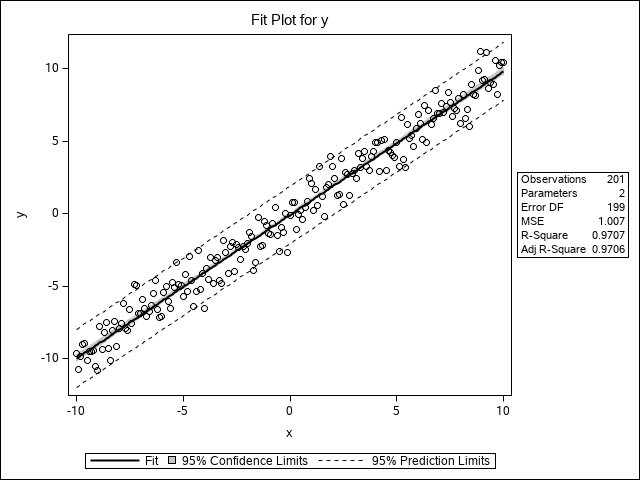 Fit Plot for y
10
5
0
-5
-10
y
-10 -5 0 5 10
x
Observations 201
Parameters 2
Error DF 199
MSE 1.007
R-Square 0.9707
Adj R-Square 0.9706
Fit 95% Confidence Limits 95% Prediction Limits